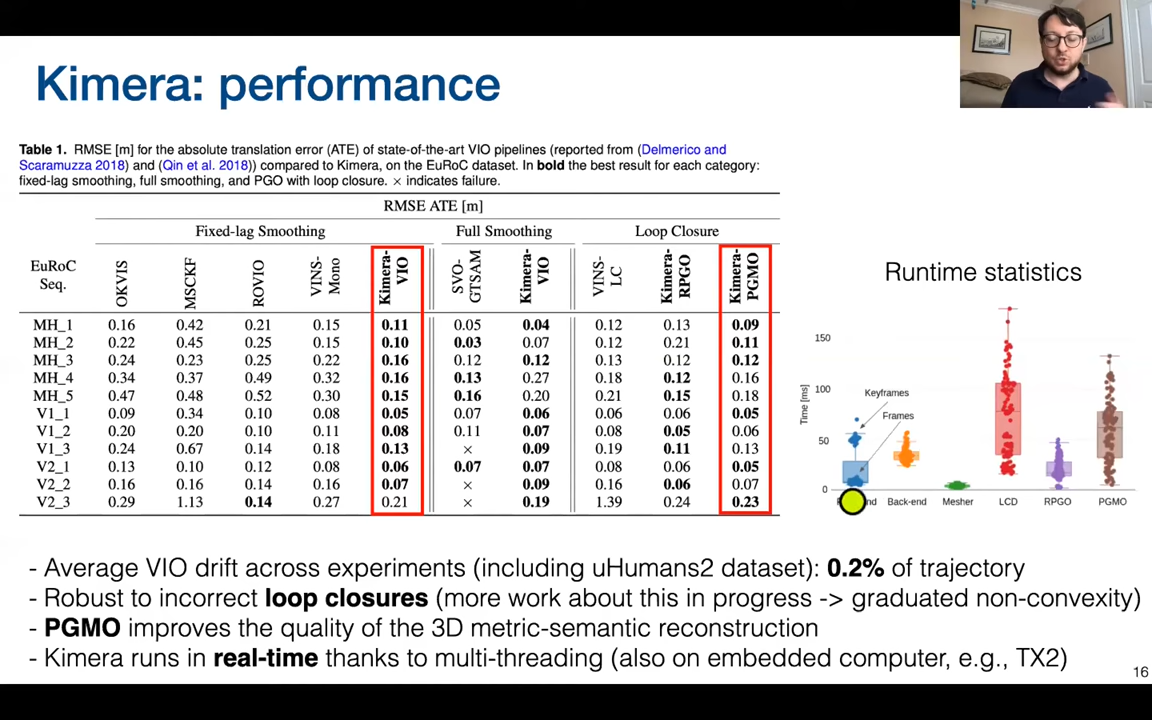 Kimera: performance
Table 1. RMSE [m] for the absolute translation error (ATE) of state-of-the-art VIO pipelines (reported from (Delmerico and
Scaramuzza 2018) and (Qin et al. 2018)) compared to Kimera, on the EuRoC dataset. In bold the best result for each category:
fixed-lag smoothing, full smoothing, and PGO with loop closure. × indicates failure.
RMSE ATE [m]
Fixed-lag Smoothing Full Smoothing Loop Closure
EuRoC Seq. OKVIS MSCKF ROVIO VINS-Mono Kimera-VIO SVO-GTSAM Kimera-VIO VINS-LC Kimera-RPGO Kimera-PGMO
MH_1 0.16 0.42 0.21 0.15 0.11 0.05 0.04 0.12 0.13 0.09
MH_2 0.22 0.45 0.25 0.15 0.10 0.03 0.07 0.12 0.21 0.11
MH_3 0.24 0.23 0.25 0.22 0.16 0.12 0.12 0.13 0.12 0.12
MH_4 0.34 0.37 0.49 0.32 0.16 0.13 0.27 0.18 0.12 0.16
MH_5 0.47 0.48 0.52 0.30 0.15 0.16 0.20 0.21 0.15 0.18
V1_1 0.09 0.34 0.10 0.08 0.05 0.07 0.06 0.06 0.06 0.05
V1_2 0.20 0.20 0.10 0.11 0.08 0.11 0.07 0.08 0.05 0.06
V1_3 0.24 0.67 0.14 0.18 0.13 × 0.09 0.19 0.11 0.13
V2_1 0.13 0.10 0.12 0.08 0.06 0.07 0.07 0.08 0.06 0.05
V2_2 0.16 0.16 0.14 0.16 0.07 × 0.09 0.16 0.06 0.07
V2_3 0.29 1.13 0.14 0.27 0.21 × 0.19 1.39 0.24 0.23
Runtime statistics
Time [ms]
150
100
50
0
Keyframes
Frames
Back-end Mesher LCD RPGO PGMO
- Average VIO drift across experiments (including uHumans2 dataset): 0.2% of trajectory
- Robust to incorrect loop closures (more work about this in progress -> graduated non-convexity)
- PGMO improves the quality of the 3D metric-semantic reconstruction
- Kimera runs in real-time thanks to multi-threading (also on embedded computer, e.g., TX2)
16